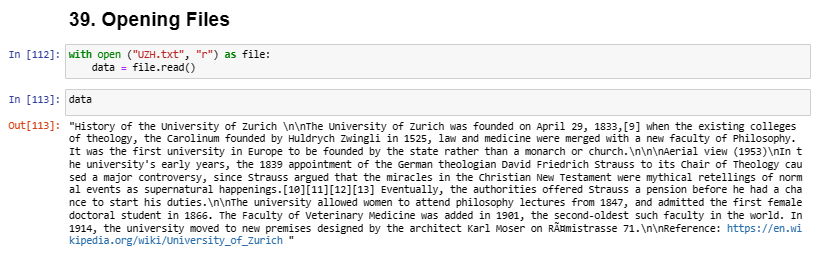 39. Opening Files
In [112]: with open ("UZH.txt", "r") as file:
    data = file.read()
In [113]: data
Out[113]: "History of the University of Zurich \n\nThe University of Zurich was founded on April 29, 1833,[9] when the existing colleges
of theology, the Carolinum founded by Huldrych Zwingli in 1525, law and medicine were merged with a new faculty of Philosophy.
It was the first university in Europe to be founded by the state rather than a monarch or church.\n\n\nAerial view (1953)\nIn t
he university's early years, the 1839 appointment of the German theologian David Friedrich Strauss to its Chair of Theology cau
sed a major controversy, since Strauss argued that the miracles in the Christian New Testament were mythical retellings of norm
al events as supernatural happenings.[10][11][12][13] Eventually, the authorities offered Strauss a pension before he had a cha
nce to start his duties.\n\nThe university allowed women to attend philosophy lectures from 1847, and admitted the first female
doctoral student in 1866. The Faculty of Veterinary Medicine was added in 1901, the second-oldest such faculty in the world. In
1914, the university moved to new premises designed by the architect Karl Moser on RÃ¤mistrasse 71.\n\nReference: https://en.wi
kipedia.org/wiki/University_of_Zurich "